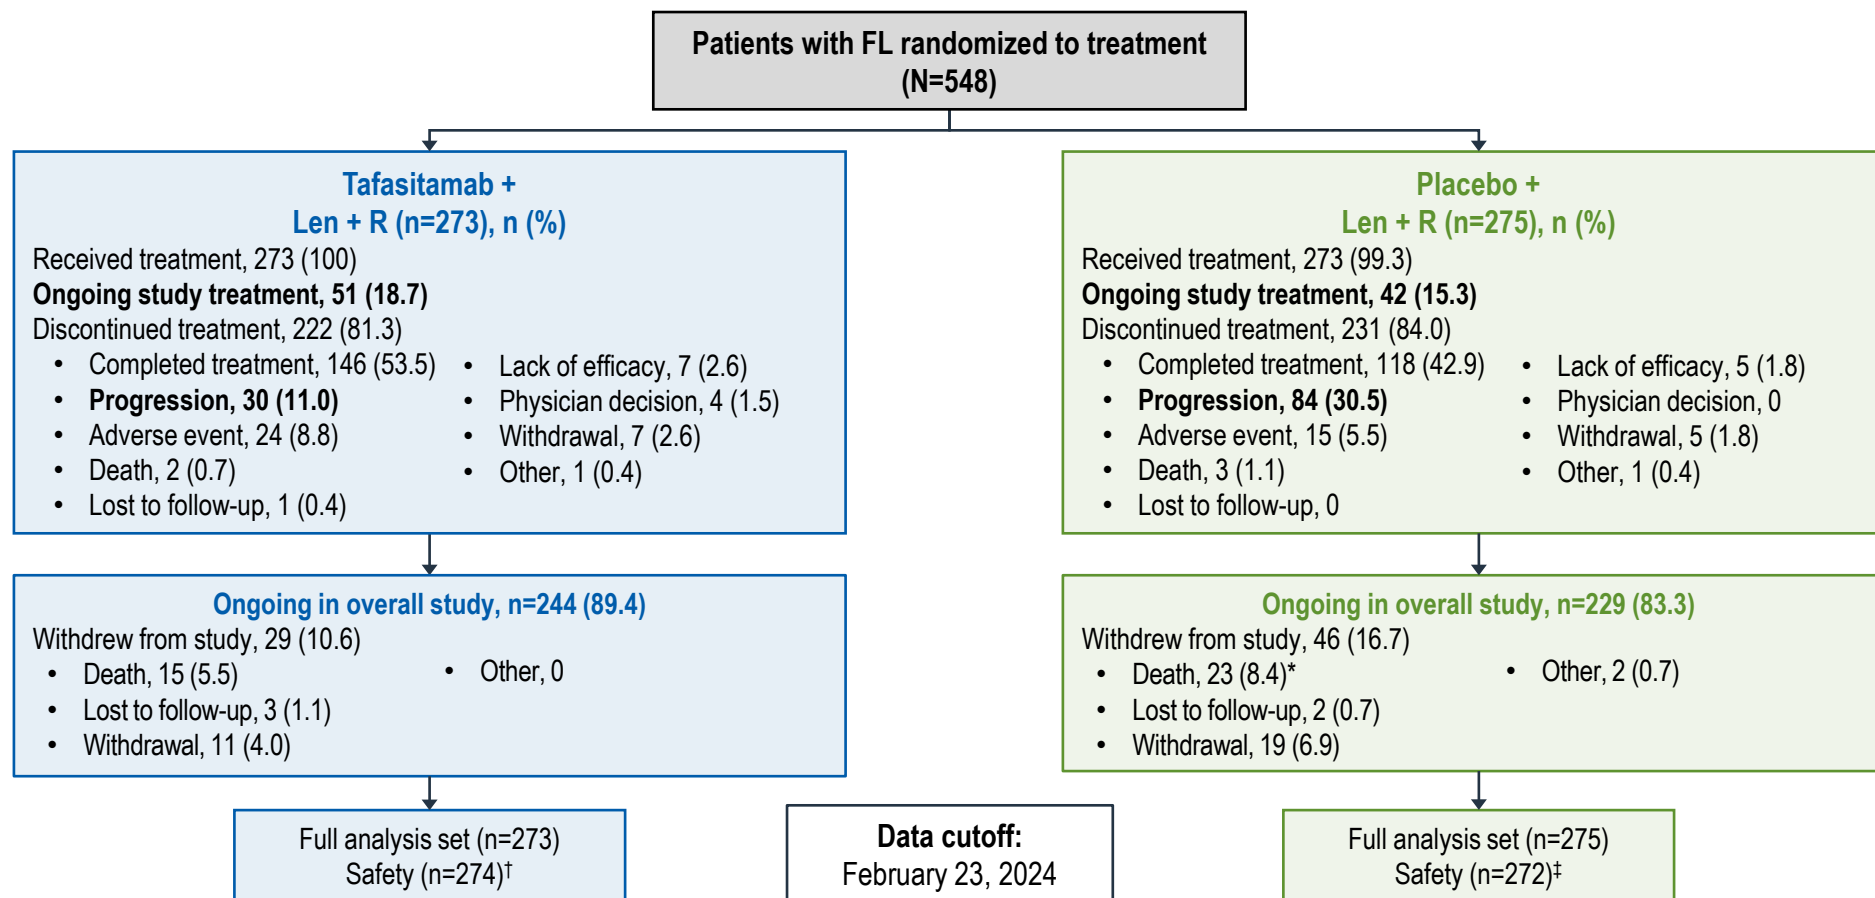 Patients with FL randomized to treatment
(N=548)
Tafasitamab +
Len + R (n=273), n (%)
Received treatment, 273 (100)
Ongoing study treatment, 51 (18.7)
Discontinued treatment, 222 (81.3)
• Completed treatment, 146 (53.5)
• Progression, 30 (11.0)
• Adverse event, 24 (8.8)
• Death, 2 (0.7)
• Lost to follow-up, 1 (0.4)
• Lack of efficacy, 7 (2.6)
• Physician decision, 4 (1.5)
• Withdrawal, 7 (2.6)
• Other, 1 (0.4)
Placebo +
Len + R (n=275), n (%)
Received treatment, 273 (99.3)
Ongoing study treatment, 42 (15.3)
Discontinued treatment, 231 (84.0)
• Completed treatment, 118 (42.9)
• Progression, 84 (30.5)
• Adverse event, 15 (5.5)
• Death, 3 (1.1)
• Lost to follow-up, 0
• Lack of efficacy, 5 (1.8)
• Physician decision, 0
• Withdrawal, 5 (1.8)
• Other, 1 (0.4)
Ongoing in overall study, n=244 (89.4)
Withdrew from study, 29 (10.6)
• Death, 15 (5.5)
• Lost to follow-up, 3 (1.1)
• Withdrawal, 11 (4.0)
• Other, 0
Ongoing in overall study, n=229 (83.3)
Withdrew from study, 46 (16.7)
• Death, 23 (8.4)*
• Lost to follow-up, 2 (0.7)
• Withdrawal, 19 (6.9)
• Other, 2 (0.7)
Full analysis set (n=273)
Safety (n=274)†
Data cutoff:
February 23, 2024
Full analysis set (n=275)
Safety (n=272)‡